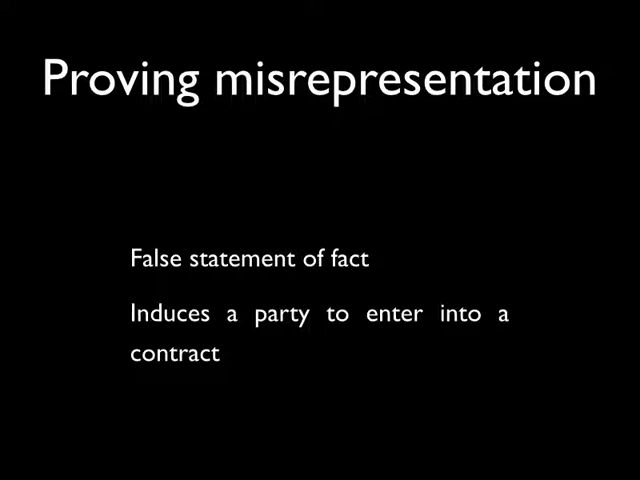 Proving misrepresentation
False statement of fact
Induces a party to enter into a
contract